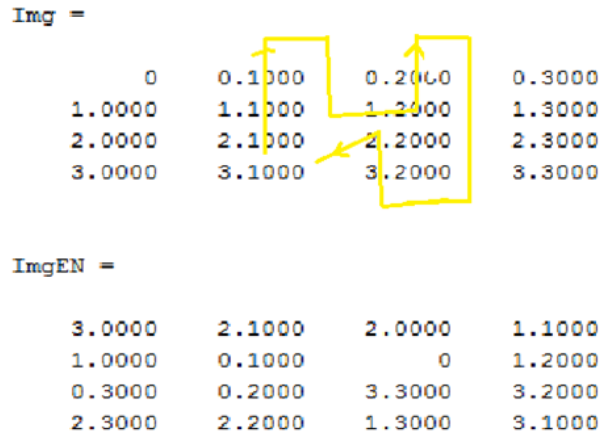 Img =
0 0.1000 0.2000 0.3000
1.0000 1.1000 1.2000 1.3000
2.0000 2.1000 2.2000 2.3000
3.0000 3.1000 3.2000 3.3000
ImgEN =
3.0000 2.1000 2.0000 1.1000
1.0000 0.1000 0 1.2000
0.3000 0.2000 3.3000 3.2000
2.3000 2.2000 1.3000 3.1000